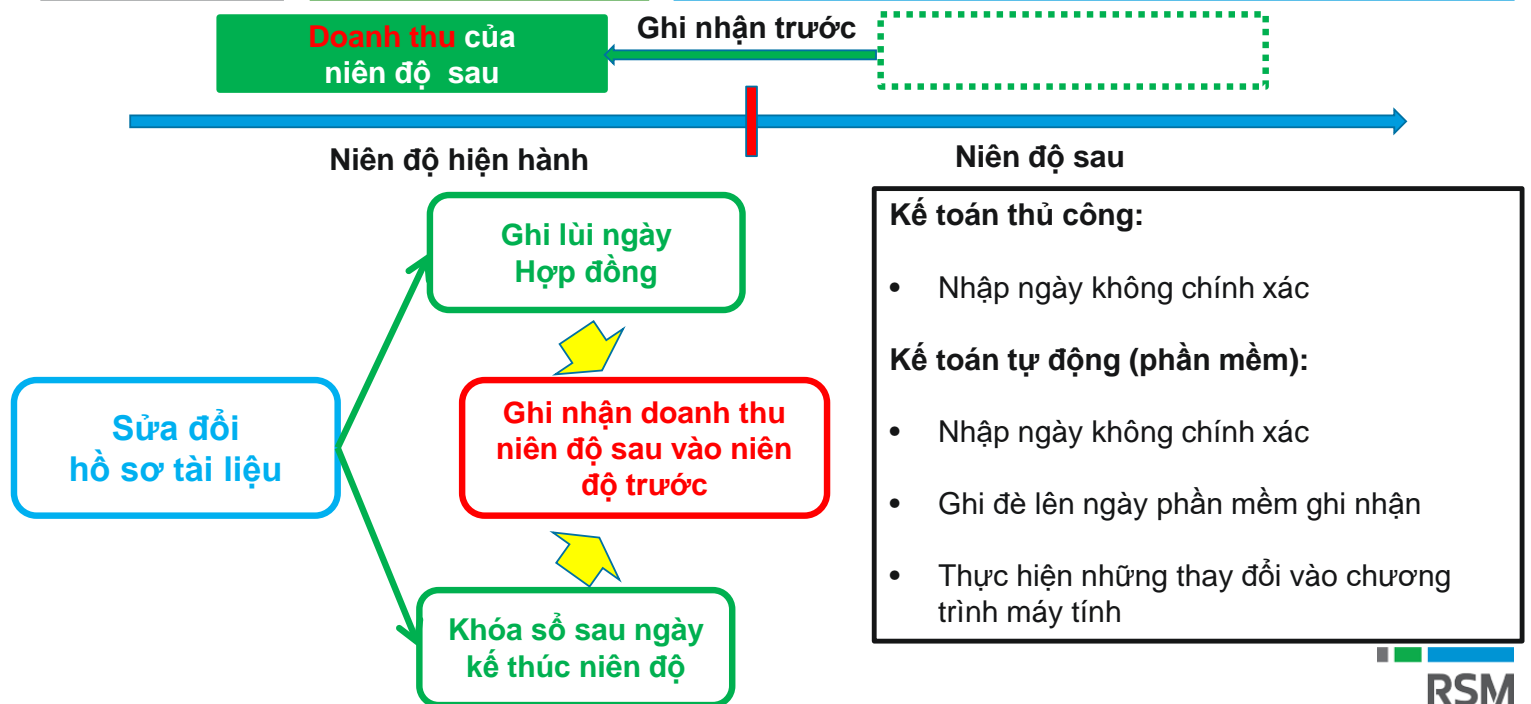 Doanh thu của
niên độ sau
Ghi nhận trước
Niên độ hiện hành
Niên độ sau
Ghi lùi ngày
Hợp đồng
Sửa đổi
hồ sơ tài liệu
Ghi nhận doanh thu
niên độ sau vào niên
độ trước
Khóa sổ sau ngày
kế thúc niên độ
Kế toán thủ công:
• Nhập ngày không chính xác
Kế toán tự động (phần mềm):
• Nhập ngày không chính xác
• Ghi đè lên ngày phần mềm ghi nhận
• Thực hiện những thay đổi vào chương
trình máy tính
RSM